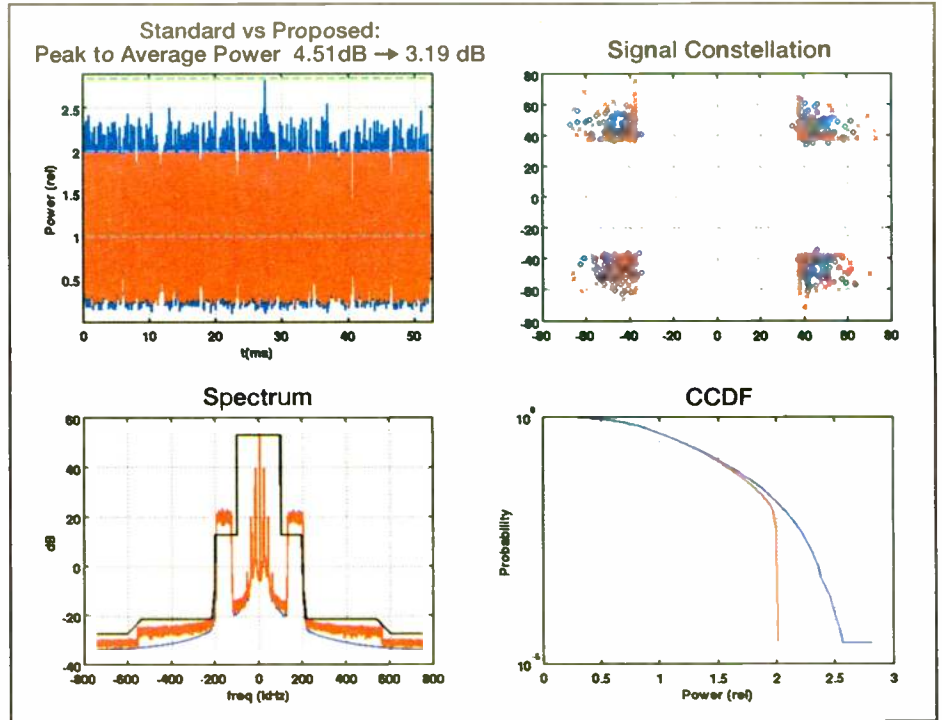 Standard vs Proposed:
Peak to Average Power 4.51dB → 3.19 dB
2.5
2
1.5
1
0.5
Power (rel)
0 10 20 30 40 50
t(ms)
Signal Constellation
80
60
40
20
0
-20
-40
-60
-80
-80 -60 -40 -20 0 20 40 60 80
Spectrum
60
40
20
0
-20
-40
dB
-800 -600 -400 -200 0 200 400 600 800
freq (kHz)
CCDF
Probability
0 0.5 1 1.5 2 2.5 3
Power (rel)